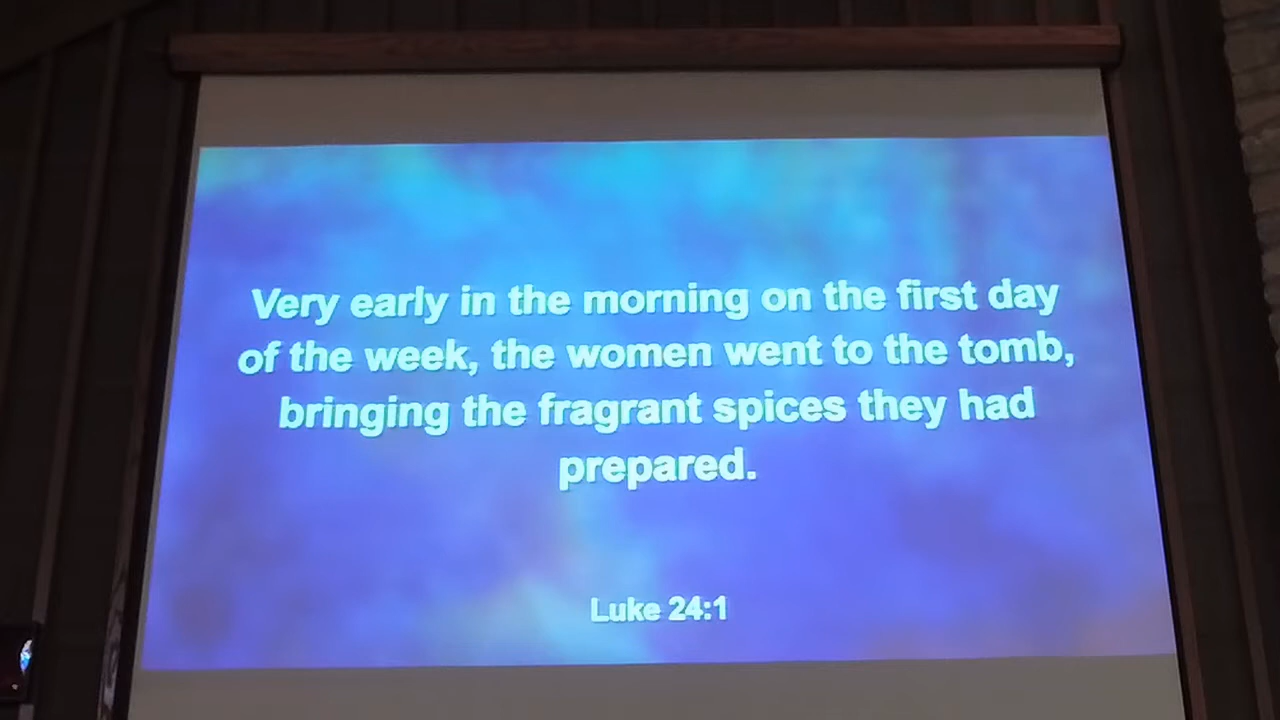 Very early in the morning on the first day
of the week, the women went to the tomb,
bringing the fragrant spices they had
prepared.
Luke 24:1